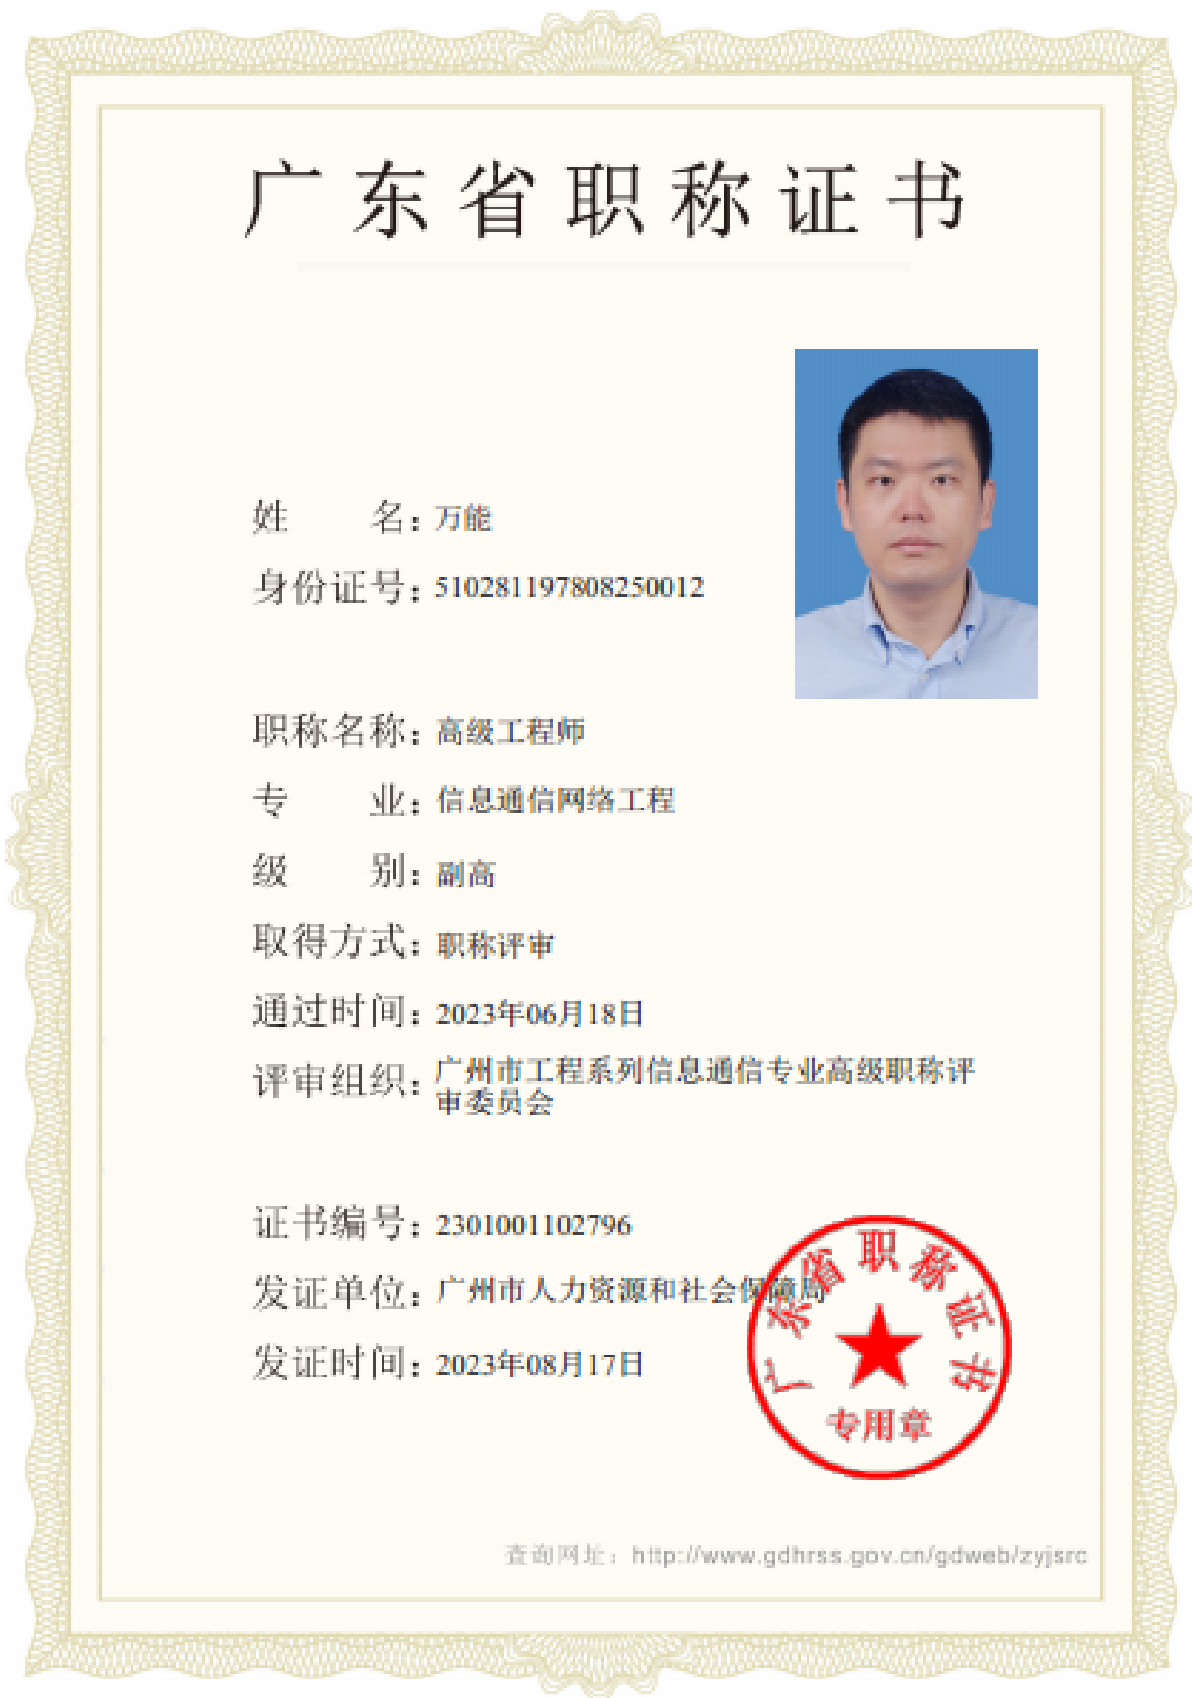 广东省职称证书
姓名：万能
身份证号：510281197808250012
职称名称：高级工程师
专业：信息通信网络工程
级别：副高
取得方式：职称评审
通过时间：2023年06月18日
评审组织：广州市工程系列信息通信专业高级职称评
审委员会
证书编号：2301001102796
发证单位：广州市人力资源和社会保障局
发证时间：2023年08月17日
广东省职称证书
专用章
查询网址：http://www.gdhrss.gov.cn/gdweb/zyjsrc